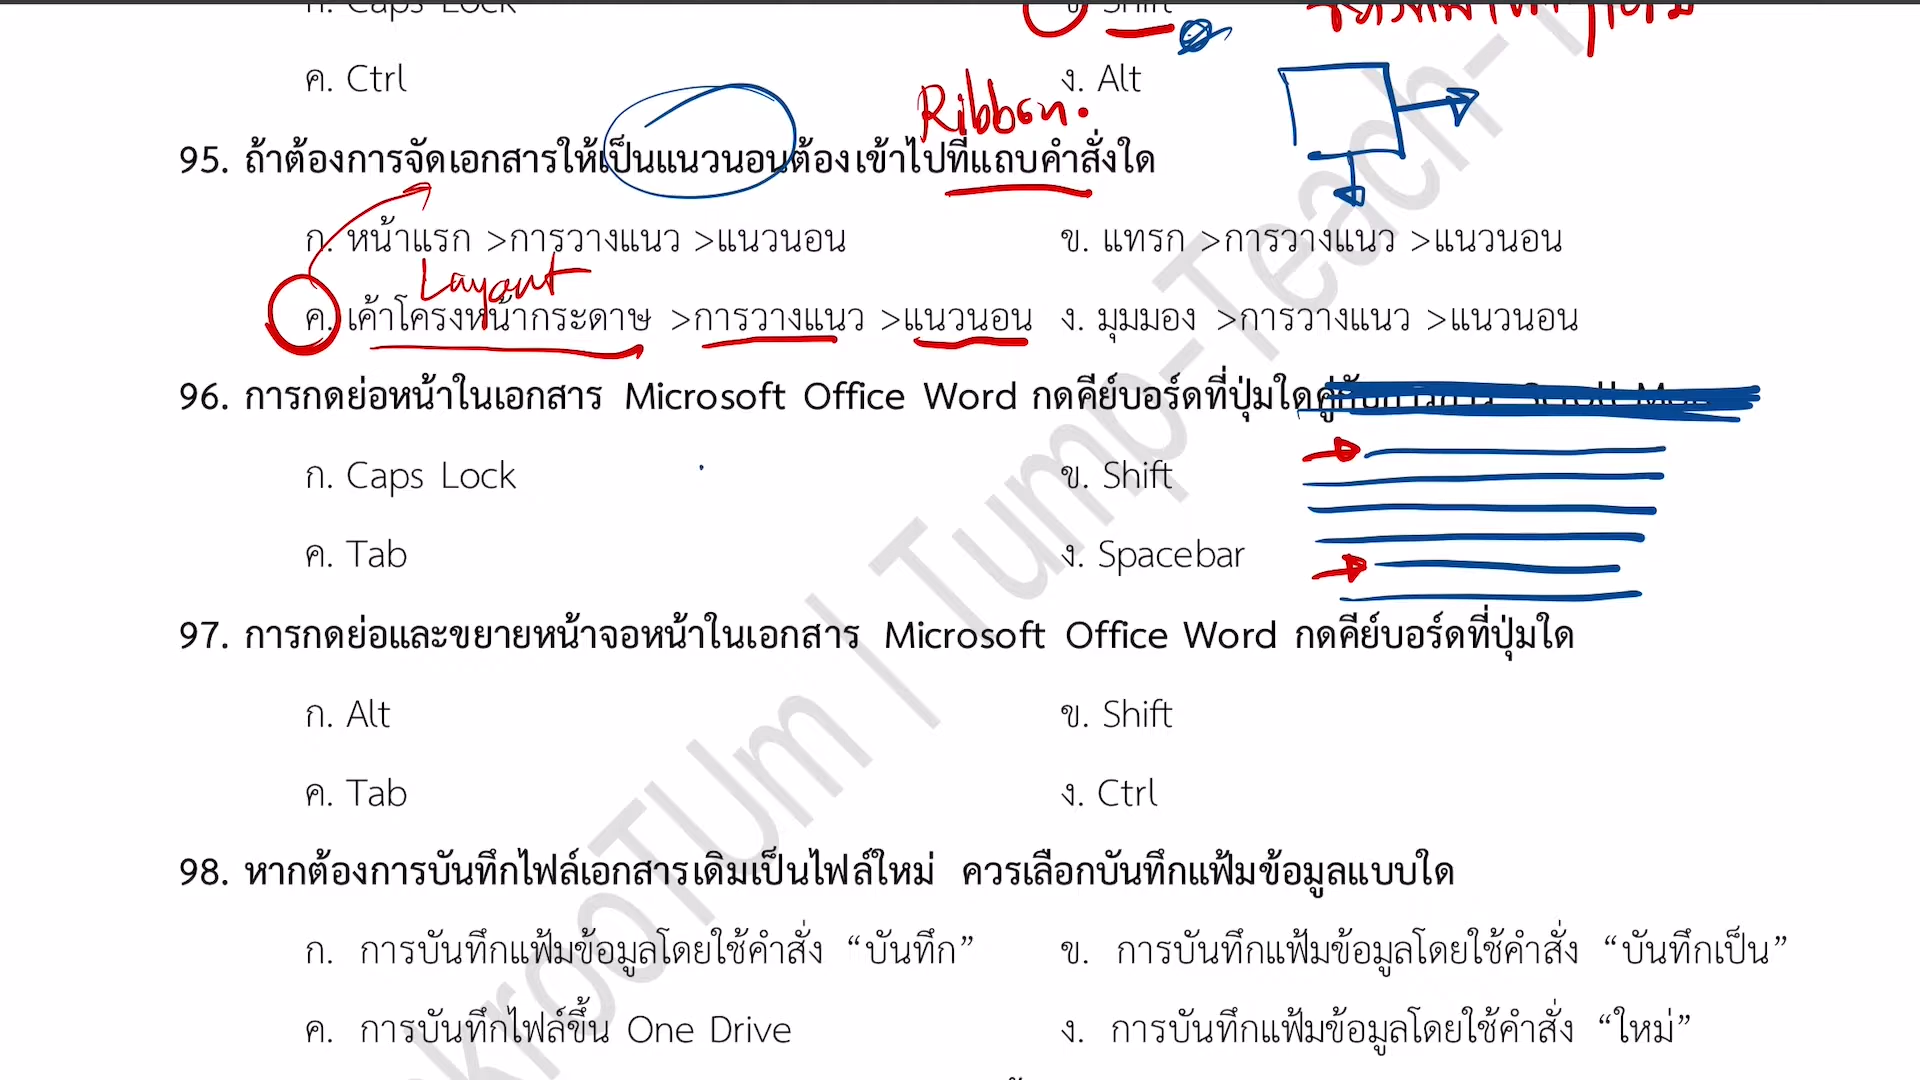 ก. Caps Lock
ข. Shift
ค. Ctrl
ง. Alt
Ribbon.
95. ถ้าต้องการจัดเอกสารให้เป็นแนวนอนต้องเข้าไปที่แถบคำสั่งใด
ก. หน้าแรก >การวางแนว >แนวนอน
ข. แทรก >การวางแนว >แนวนอน
Layout
ค. เค้าโครงหน้ากระดาษ >การวางแนว >แนวนอน
ง. มุมมอง >การวางแนว >แนวนอน
96. การกดย่อหน้าในเอกสาร Microsoft Office Word กดคีย์บอร์ดที่ปุ่มใด
ก. Caps Lock
ข. Shift
ค. Tab
ง. Spacebar
97. การกดย่อและขยายหน้าจอหน้าในเอกสาร Microsoft Office Word กดคีย์บอร์ดที่ปุ่มใด
ก. Alt
ข. Shift
ค. Tab
ง. Ctrl
98. หากต้องการบันทึกไฟล์เอกสารเดิมเป็นไฟล์ใหม่ ควรเลือกบันทึกแฟ้มข้อมูลแบบใด
ก. การบันทึกแฟ้มข้อมูลโดยใช้คำสั่ง “บันทึก”
ข. การบันทึกแฟ้มข้อมูลโดยใช้คำสั่ง “บันทึกเป็น”
ค. การบันทึกไฟล์ขึ้น One Drive
ง. การบันทึกแฟ้มข้อมูลโดยใช้คำสั่ง “ใหม่”
krooTUm | Tump-Teach-T